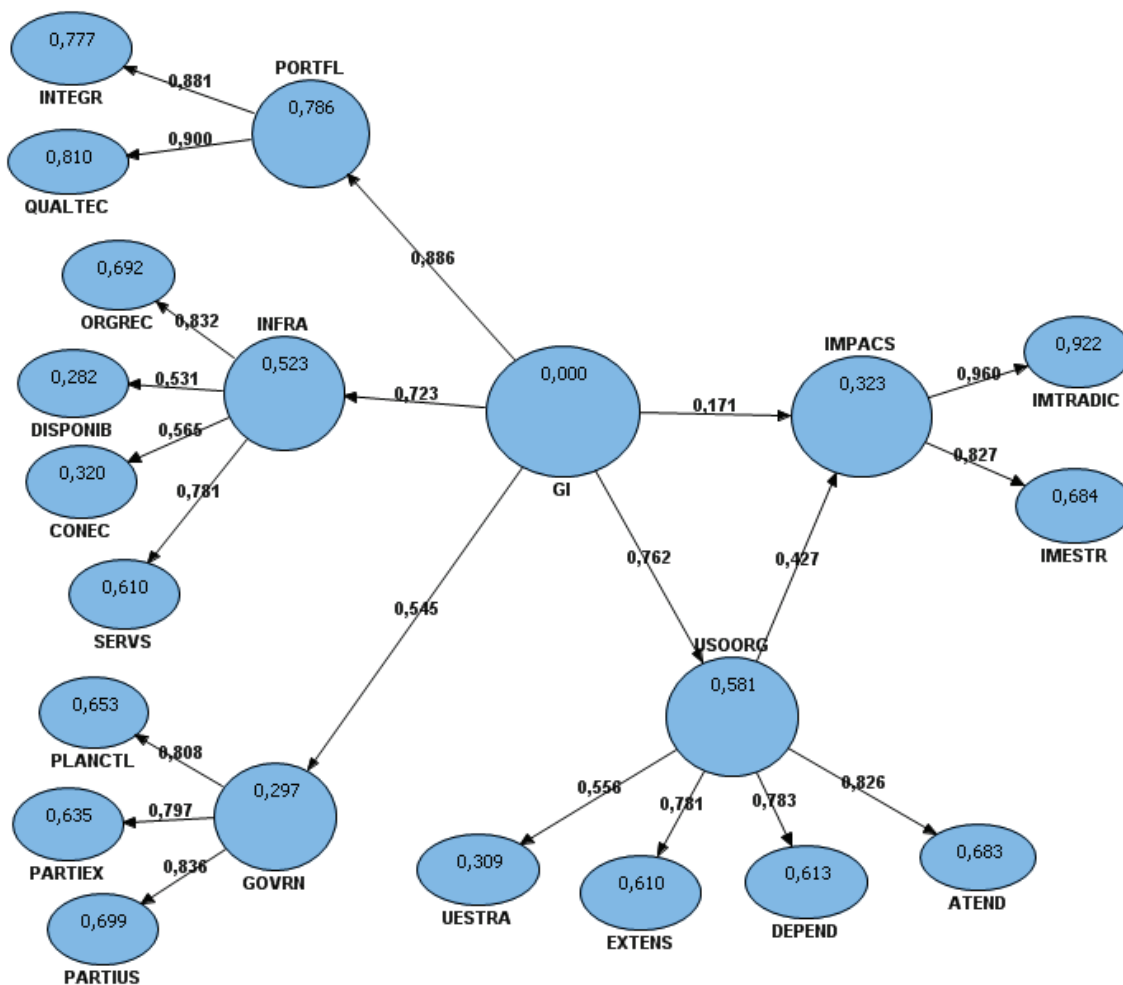 0,777
INTEGR
0,881
PORTFL
0,786
0,900
0,810
QUALTEC
0,886
0,692
ORGREC
0,832
INFRA
0,523
0,282
DISPONIB
0,531
0,565
0,320
CONEC
0,781
0,610
SERVS
0,723
0,000
GI
0,171
IMPACS
0,323
0,960
0,922
IMTRADIC
0,827
0,684
IMESTR
0,762
0,427
0,545
USOORG
0,581
0,653
PLANCTL
0,808
0,297
GOVRN
0,797
0,635
PARTIEX
0,836
0,699
PARTIUS
0,556
0,781
0,783
0,826
0,309
UESTRA
0,610
EXTENS
0,613
DEPEND
0,683
ATEND